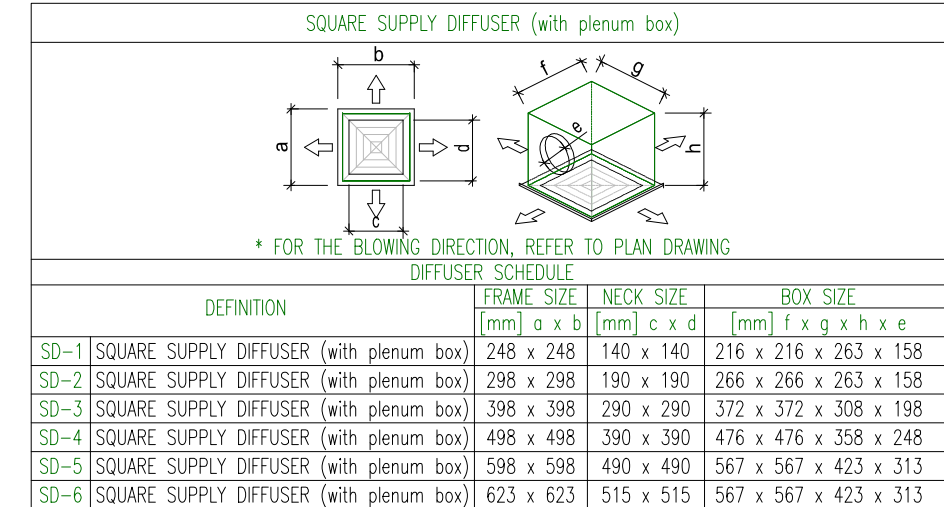 SQUARE SUPPLY DIFFUSER (with plenum box)
b
f g
a d e h
c
* FOR THE BLOWING DIRECTION, REFER TO PLAN DRAWING
DIFFUSER SCHEDULE
DEFINITION FRAME SIZE NECK SIZE BOX SIZE
[mm] a x b [mm] c x d [mm] f x g x h x e
SD-1 SQUARE SUPPLY DIFFUSER (with plenum box) 248 x 248 140 x 140 216 x 216 x 263 x 158
SD-2 SQUARE SUPPLY DIFFUSER (with plenum box) 298 x 298 190 x 190 266 x 266 x 263 x 158
SD-3 SQUARE SUPPLY DIFFUSER (with plenum box) 398 x 398 290 x 290 372 x 372 x 308 x 198
SD-4 SQUARE SUPPLY DIFFUSER (with plenum box) 498 x 498 390 x 390 476 x 476 x 358 x 248
SD-5 SQUARE SUPPLY DIFFUSER (with plenum box) 598 x 598 490 x 490 567 x 567 x 423 x 313
SD-6 SQUARE SUPPLY DIFFUSER (with plenum box) 623 x 623 515 x 515 567 x 567 x 423 x 313